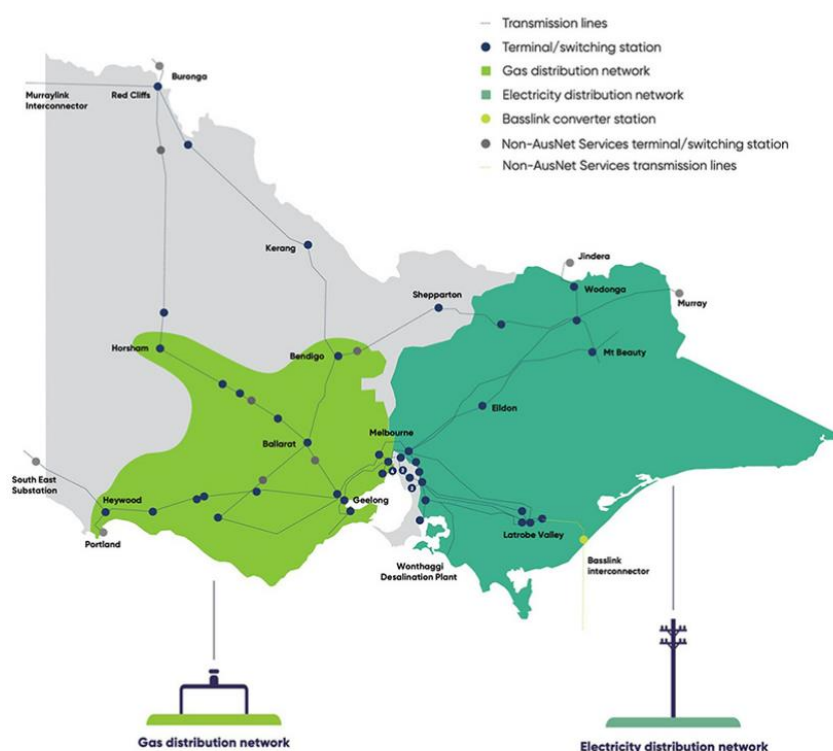 Transmission lines
Terminal/switching station
Gas distribution network
Electricity distribution network
Basslink converter station
Non-AusNet Services terminal/switching station
Non-AusNet Services transmission lines
Buronga
Murraylink
Interconnector
Red Cliffs
Kerang
Jindera
Shepparton
Wodonga
Murray
Horsham
Bendigo
Mt Beauty
Eildon
Melbourne
Ballarat
South East
Substation
Heywood
Geelong
Portland
Latrobe Valley
Wonthaggi
Desalination Plant
Basslink
interconnector
Gas distribution network
Electricity distribution network